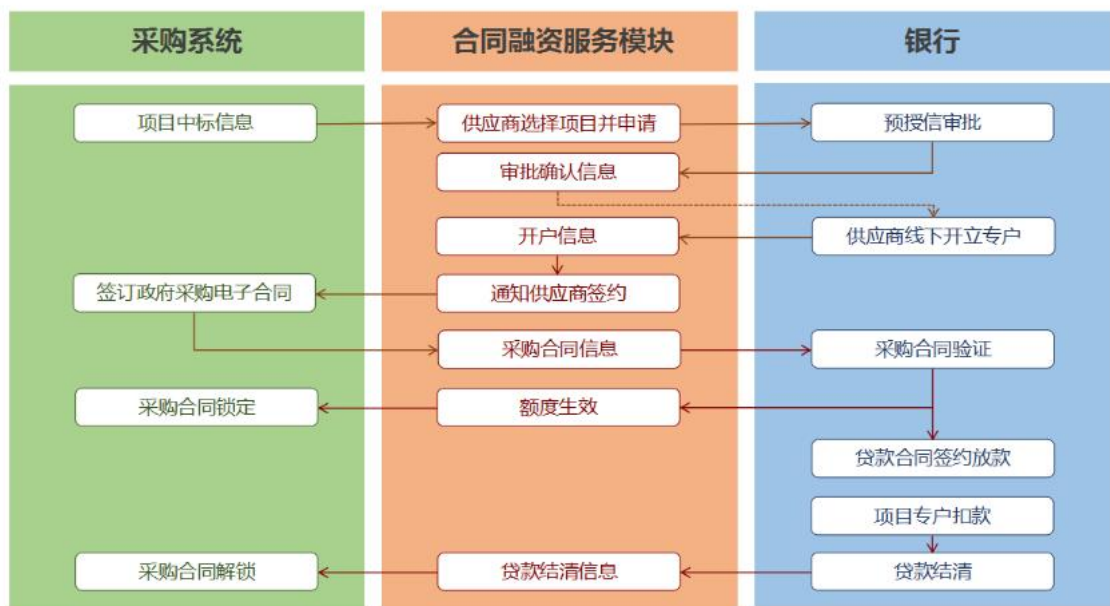 采购系统
合同融资服务模块
银行
项目中标信息
供应商选择项目并申请
预授信审批
审批确认信息
开户信息
供应商线下开立专户
签订政府采购电子合同
通知供应商签约
采购合同信息
采购合同验证
采购合同锁定
额度生效
贷款合同签约放款
项目专户扣款
采购合同解锁
贷款结清信息
贷款结清